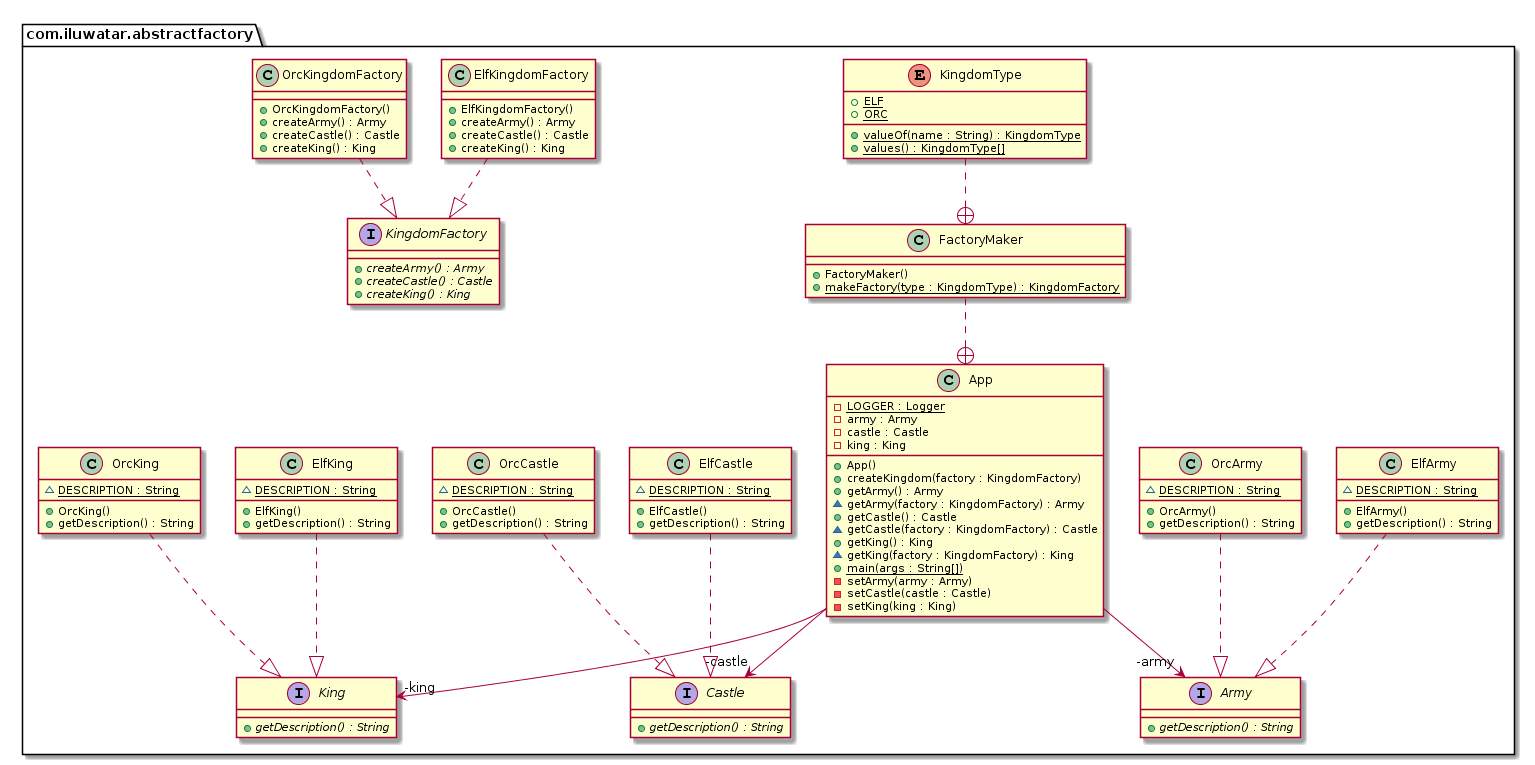 com.iluwatar.abstractfactory
C OrcKingdomFactory
OrcKingdomFactory()
createArmy() : Army
createCastle() : Castle
createKing() : King
C ElfKingdomFactory
ElfKingdomFactory()
createArmy() : Army
createCastle() : Castle
createKing() : King
E KingdomType
ELF
ORC
valueOf(name : String) : KingdomType
values() : KingdomType[]
I KingdomFactory
createArmy() : Army
createCastle() : Castle
createKing() : King
C FactoryMaker
FactoryMaker()
makeFactory(type : KingdomType) : KingdomFactory
C App
LOGGER : Logger
army : Army
castle : Castle
king : King
App()
createKingdom(factory : KingdomFactory)
getArmy() : Army
getArmy(factory : KingdomFactory) : Army
getCastle() : Castle
getCastle(factory : KingdomFactory) : Castle
getKing() : King
getKing(factory : KingdomFactory) : King
main(args : String[])
setArmy(army : Army)
setCastle(castle : Castle)
setKing(king : King)
C OrcKing
DESCRIPTION : String
OrcKing()
getDescription() : String
C ElfKing
DESCRIPTION : String
ElfKing()
getDescription() : String
C OrcCastle
DESCRIPTION : String
OrcCastle()
getDescription() : String
C ElfCastle
DESCRIPTION : String
ElfCastle()
getDescription() : String
C OrcArmy
DESCRIPTION : String
OrcArmy()
getDescription() : String
C ElfArmy
DESCRIPTION : String
ElfArmy()
getDescription() : String
-king
-castle
-army
I King
getDescription() : String
I Castle
getDescription() : String
I Army
getDescription() : String